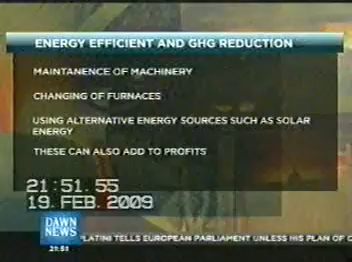 ENERGY EFFICIENT AND GHG REDUCTION
MAINTANENCE OF MACHINERY
CHANGING OF FURNACES
USING ALTERNATIVE ENERGY SOURCES SUCH AS SOLAR
ENERGY
THESE CAN ALSO ADD TO PROFITS
21:51.55
19.FEB.2009
DAWN
NEWS
21:51
PLATINI TELLS EUROPEAN PARLIAMENT UNLESS HIS PLAN OF